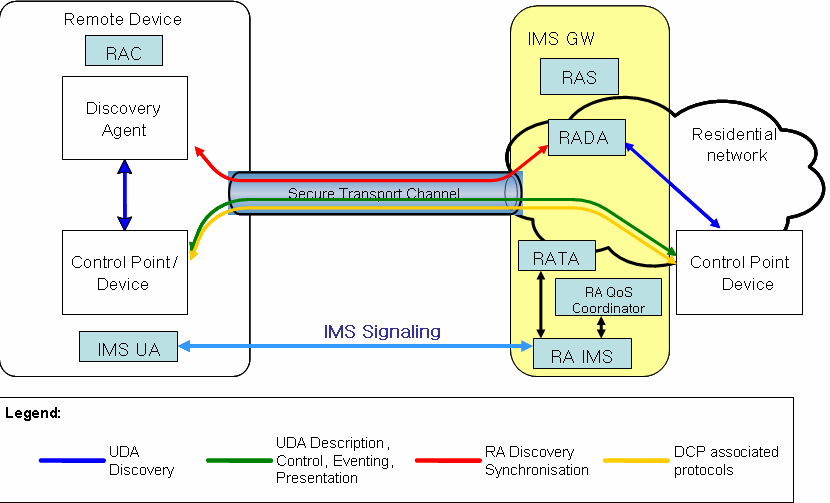 Remote Device
RAC
Discovery
Agent
Control Point /
Device
IMS UA
Secure Transport Channel
IMS Signaling
IMS GW
RAS
RADA
RATA
RA QoS
Coordinator
RA IMS
Residential
network
Control Point
Device
Legend:
UDA
Discovery
UDA Description,
Control, Eventing,
Presentation
RA Discovery
Synchronisation
DCP associated
protocols